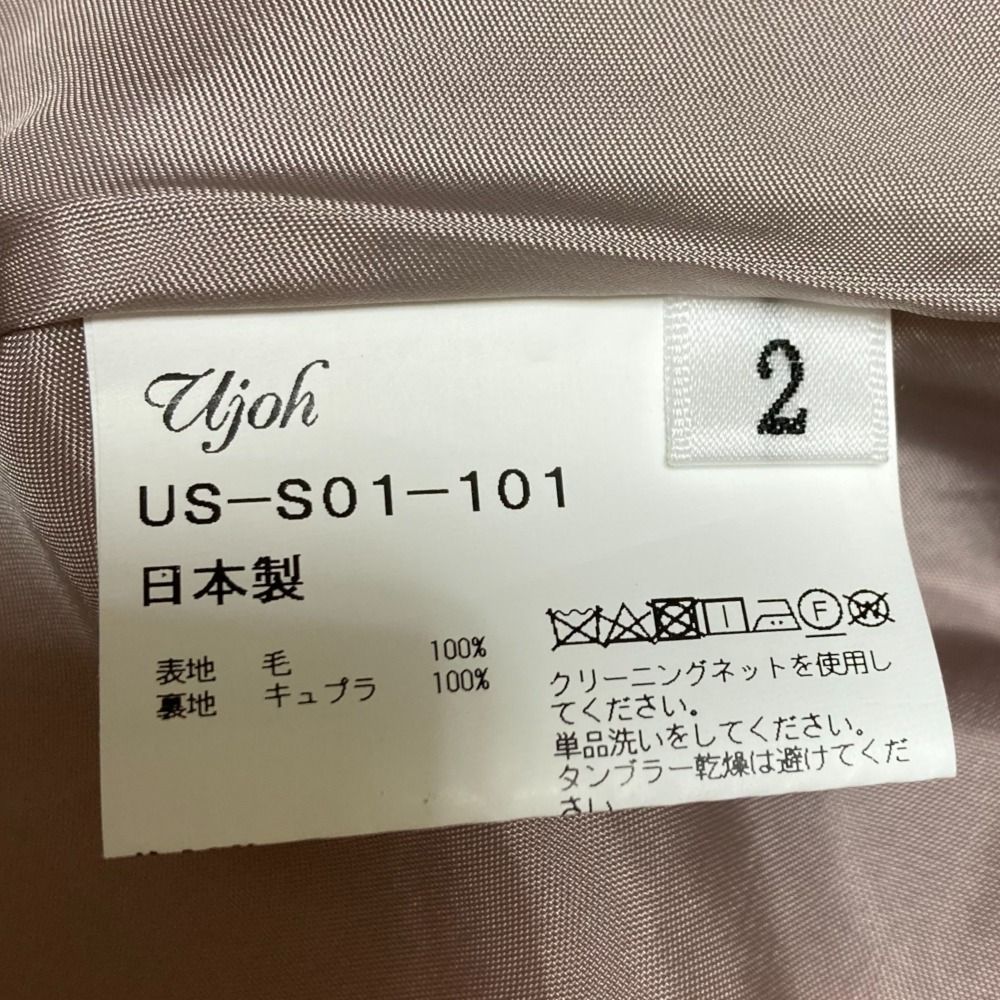 Ujoh
2
US-S01-101
日本製
表地 毛 100%
裏地 キュプラ 100%
F
W
クリーニングネットを使用し
てください。
単品洗いをしてください。
タンブラー乾燥は避けてくだ
さい